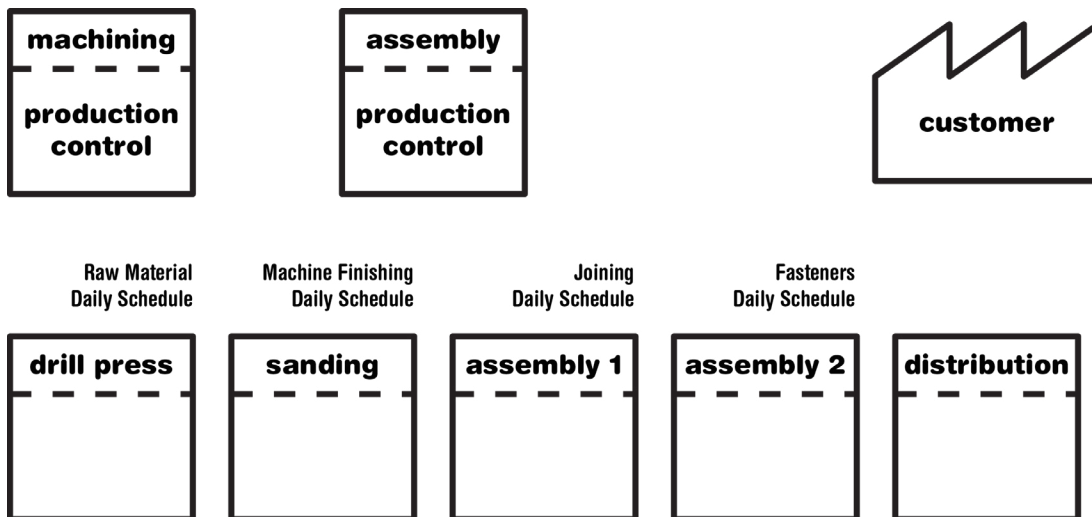 machining
production
control
assembly
production
control
customer
Raw Material
Daily Schedule
Machine Finishing
Daily Schedule
Joining
Daily Schedule
Fasteners
Daily Schedule
drill press
sanding
assembly 1
assembly 2
distribution